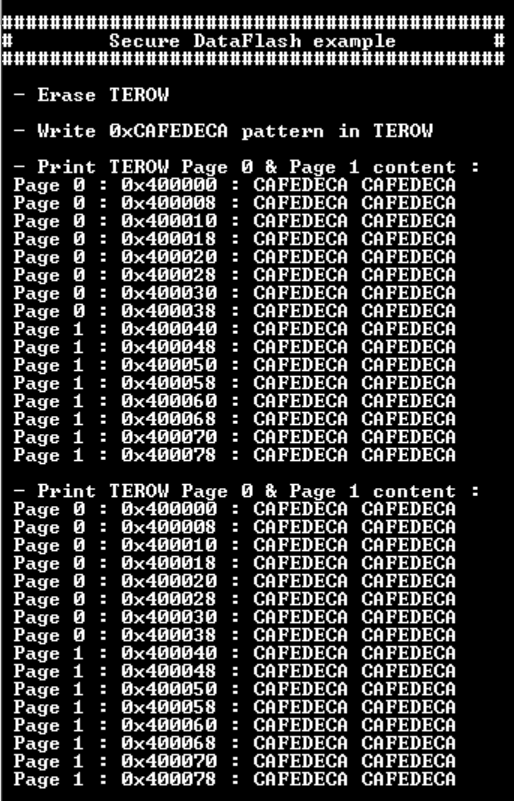 ##########################################
#        Secure DataFlash example        #
##########################################
- Erase TEROW
- Write 0xCAFEDECA pattern in TEROW
- Print TEROW Page 0 & Page 1 content :
Page 0 : 0x400000 : CAFEDECA CAFEDECA
Page 0 : 0x400008 : CAFEDECA CAFEDECA
Page 0 : 0x400010 : CAFEDECA CAFEDECA
Page 0 : 0x400018 : CAFEDECA CAFEDECA
Page 0 : 0x400020 : CAFEDECA CAFEDECA
Page 0 : 0x400028 : CAFEDECA CAFEDECA
Page 0 : 0x400030 : CAFEDECA CAFEDECA
Page 0 : 0x400038 : CAFEDECA CAFEDECA
Page 1 : 0x400040 : CAFEDECA CAFEDECA
Page 1 : 0x400048 : CAFEDECA CAFEDECA
Page 1 : 0x400050 : CAFEDECA CAFEDECA
Page 1 : 0x400058 : CAFEDECA CAFEDECA
Page 1 : 0x400060 : CAFEDECA CAFEDECA
Page 1 : 0x400068 : CAFEDECA CAFEDECA
Page 1 : 0x400070 : CAFEDECA CAFEDECA
Page 1 : 0x400078 : CAFEDECA CAFEDECA
- Print TEROW Page 0 & Page 1 content :
Page 0 : 0x400000 : CAFEDECA CAFEDECA
Page 0 : 0x400008 : CAFEDECA CAFEDECA
Page 0 : 0x400010 : CAFEDECA CAFEDECA
Page 0 : 0x400018 : CAFEDECA CAFEDECA
Page 0 : 0x400020 : CAFEDECA CAFEDECA
Page 0 : 0x400028 : CAFEDECA CAFEDECA
Page 0 : 0x400030 : CAFEDECA CAFEDECA
Page 0 : 0x400038 : CAFEDECA CAFEDECA
Page 1 : 0x400040 : CAFEDECA CAFEDECA
Page 1 : 0x400048 : CAFEDECA CAFEDECA
Page 1 : 0x400050 : CAFEDECA CAFEDECA
Page 1 : 0x400058 : CAFEDECA CAFEDECA
Page 1 : 0x400060 : CAFEDECA CAFEDECA
Page 1 : 0x400068 : CAFEDECA CAFEDECA
Page 1 : 0x400070 : CAFEDECA CAFEDECA
Page 1 : 0x400078 : CAFEDECA CAFEDECA